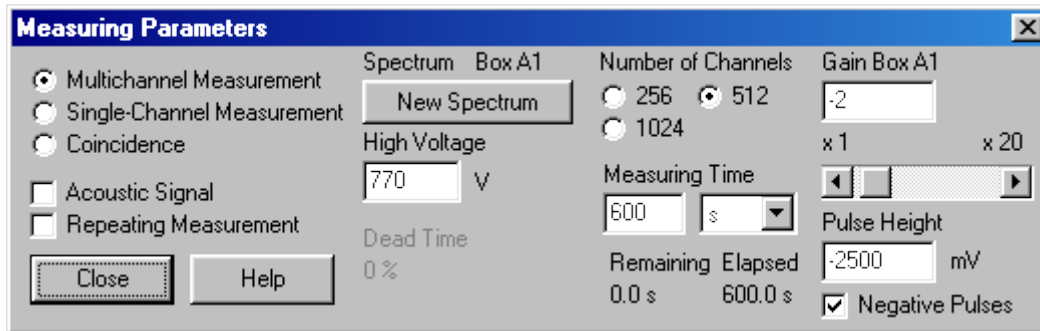 Measuring Parameters
Multichannel Measurement
Single-Channel Measurement
Coincidence
Acoustic Signal
Repeating Measurement
Close
Help
Spectrum Box A1
New Spectrum
High Voltage
770 V
Dead Time
0 %
Number of Channels
256 512
1024
Measuring Time
600 s
Remaining Elapsed
0.0 s 600.0 s
Gain Box A1
-2
x 1 x 20
Pulse Height
-2500 mV
Negative Pulses